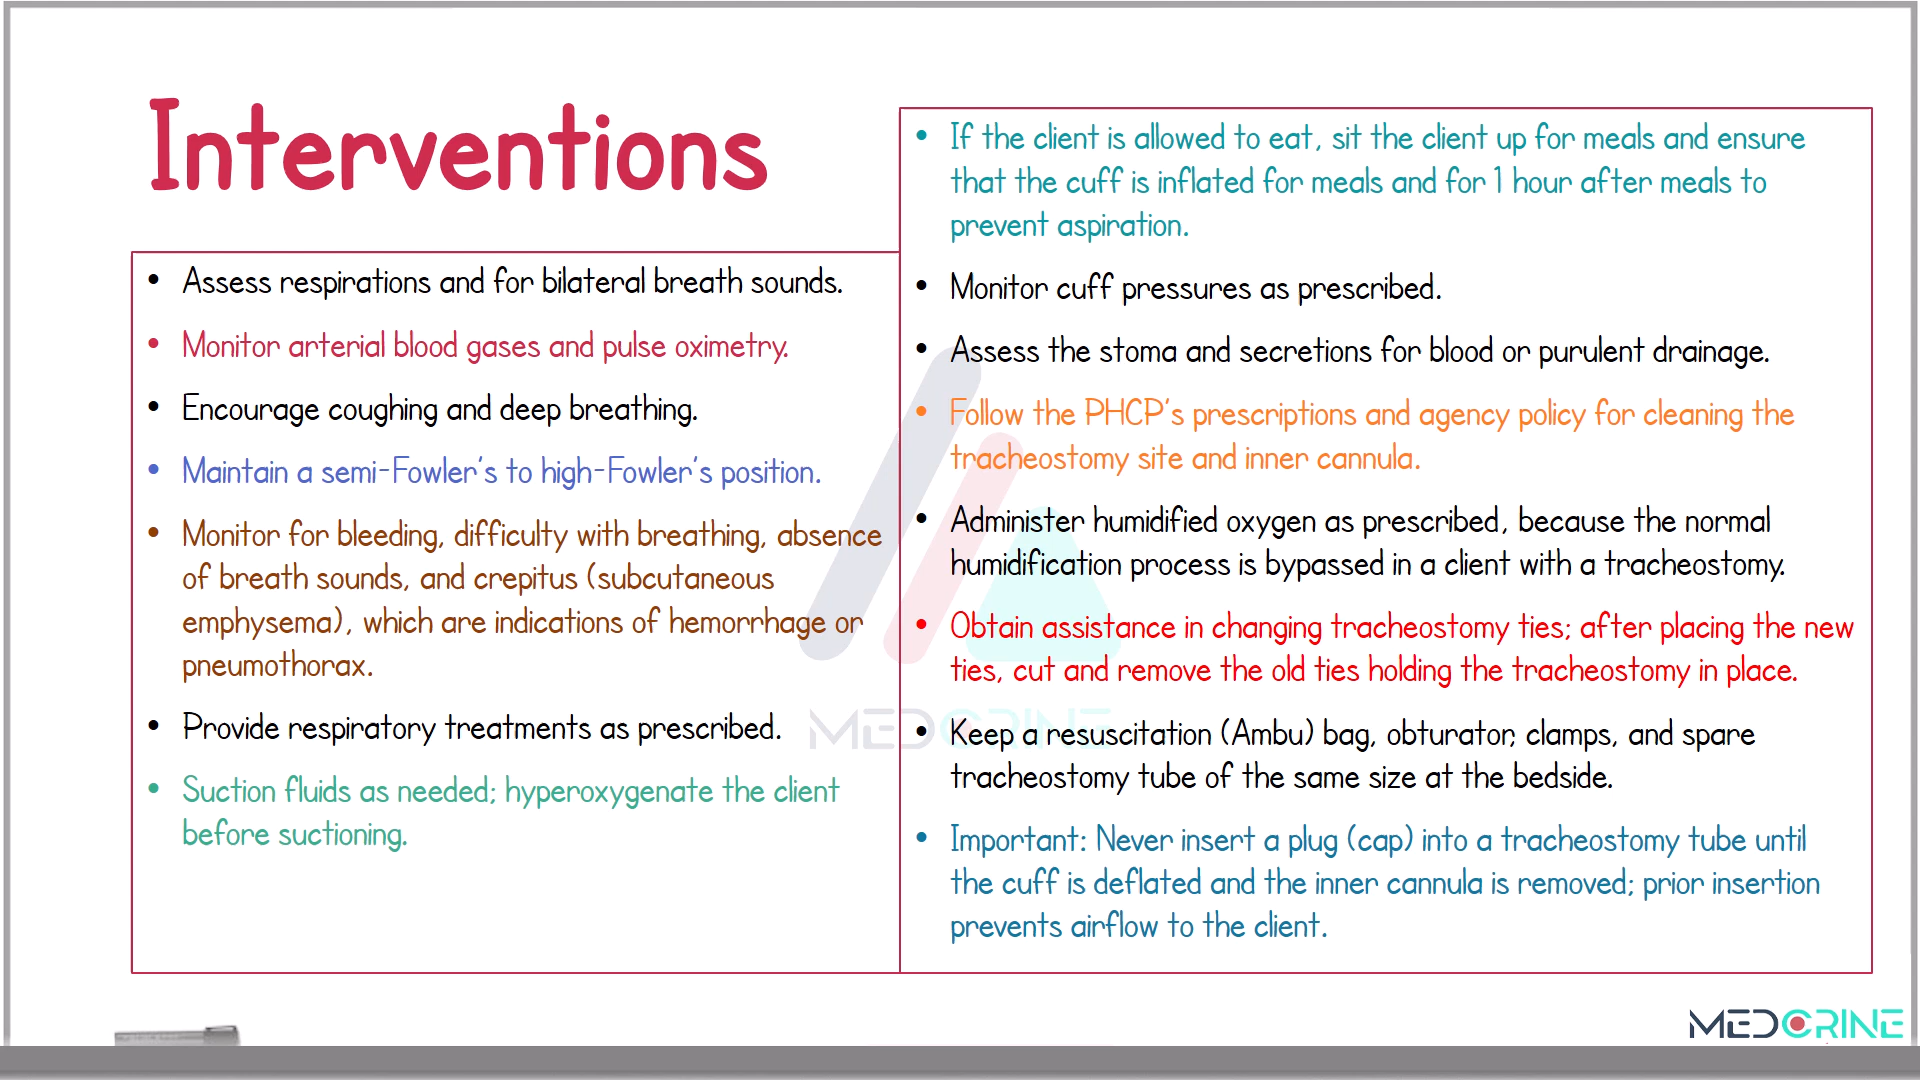 Interventions
• Assess respirations and for bilateral breath sounds.
• Monitor arterial blood gases and pulse oximetry.
• Encourage coughing and deep breathing.
• Maintain a semi-Fowler's to high-Fowler's position.
• Monitor for bleeding, difficulty with breathing, absence
of breath sounds, and crepitus (subcutaneous
emphysema), which are indications of hemorrhage or
pneumothorax.
• Provide respiratory treatments as prescribed.
• Suction fluids as needed; hyperoxygenate the client
before suctioning.
• If the client is allowed to eat, sit the client up for meals and ensure
that the cuff is inflated for meals and for 1 hour after meals to
prevent aspiration.
• Monitor cuff pressures as prescribed.
• Assess the stoma and secretions for blood or purulent drainage.
• Follow the PHCP's prescriptions and agency policy for cleaning the
tracheostomy site and inner cannula.
• Administer humidified oxygen as prescribed, because the normal
humidification process is bypassed in a client with a tracheostomy.
• Obtain assistance in changing tracheostomy ties; after placing the new
ties, cut and remove the old ties holding the tracheostomy in place.
• Keep a resuscitation (Ambu) bag, obturator, clamps, and spare
tracheostomy tube of the same size at the bedside.
• Important: Never insert a plug (cap) into a tracheostomy tube until
the cuff is deflated and the inner cannula is removed; prior insertion
prevents airflow to the client.
MEDCRINE
MEDCRINE